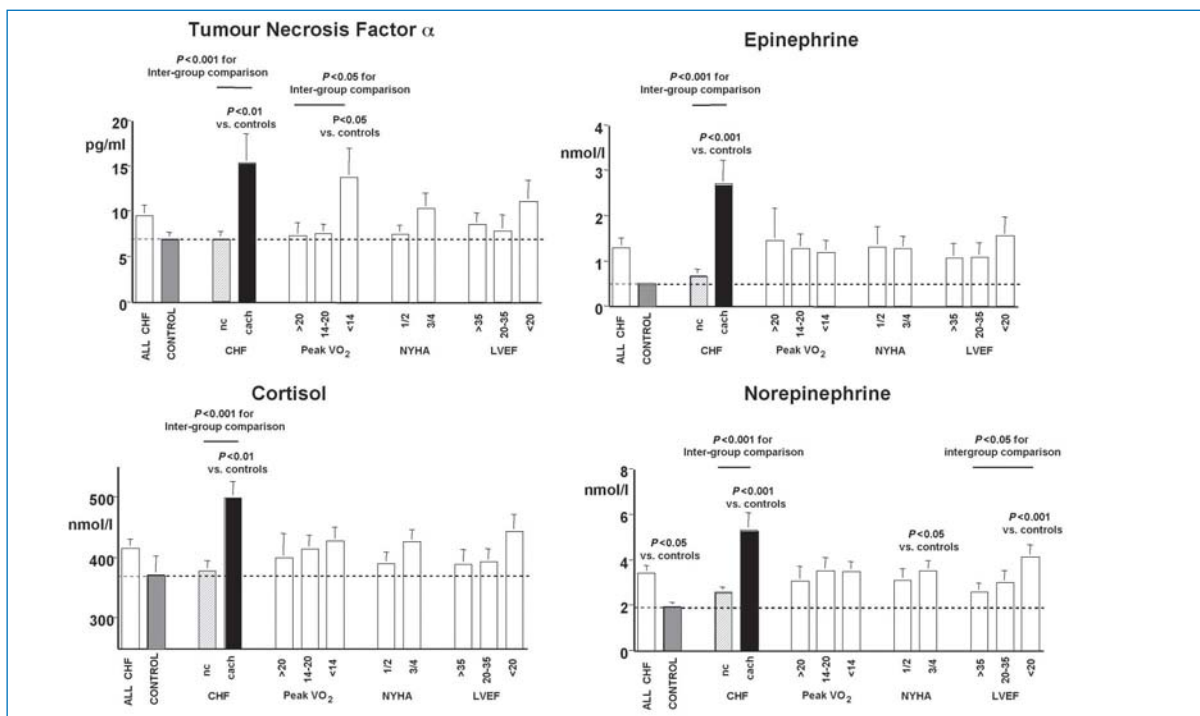 Tumour Necrosis Factor α
P<0.001 for
Inter-group comparison
P<0.05 for
Inter-group comparison
P<0.01
vs. controls
P<0.05
vs. controls
20
pg/ml
15
10
5
0
ALL CHF
CONTROL
nc
cach
>20
14-20
<14
1/2
3/4
>35
20-35
<20
CHF
Peak VO2
NYHA
LVEF
Epinephrine
P<0.001 for
Inter-group comparison
P<0.001
vs. controls
4
nmol/l
3
2
1
0
ALL CHF
CONTROL
nc
cach
>20
14-20
<14
1/2
3/4
>35
20-35
<20
CHF
Peak VO2
NYHA
LVEF
Cortisol
P<0.001 for
Inter-group comparison
P<0.01
vs. controls
500
nmol/l
400
300
ALL CHF
CONTROL
nc
cach
>20
14-20
<14
1/2
3/4
>35
20-35
<20
CHF
Peak VO2
NYHA
LVEF
Norepinephrine
P<0.001 for
Inter-group comparison
P<0.05 for
intergroup comparison
8
nmol/l
6
4
2
0
P<0.05
vs. controls
P<0.001
vs. controls
P<0.05
vs. controls
P<0.001
vs. controls
ALL CHF
CONTROL
nc
cach
>20
14-20
<14
1/2
3/4
>35
20-35
<20
CHF
Peak VO2
NYHA
LVEF